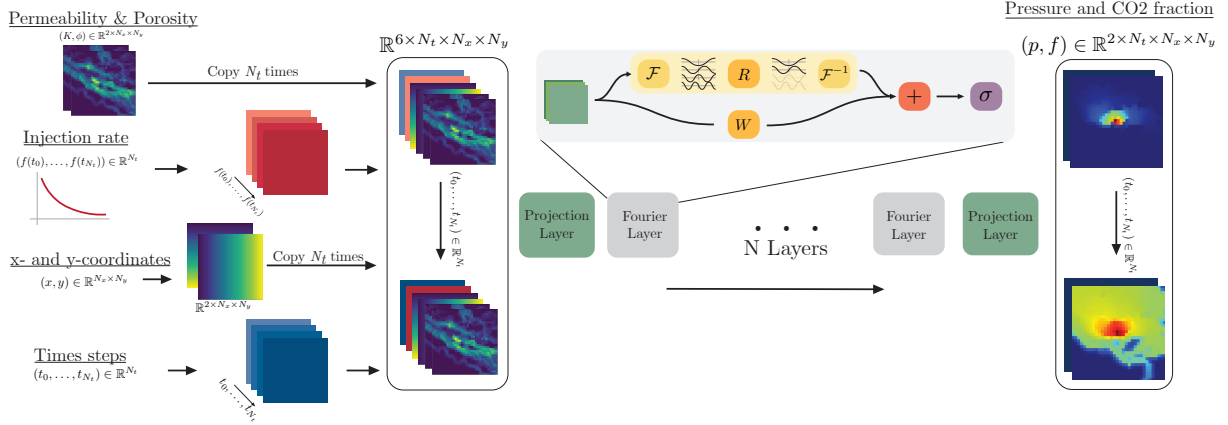 Permeability & Porosity
(K, ϕ) ∈ ℝ^{2×N_x×N_y}
Copy N_t times
Injection rate
(f(t_0), . . . , f(t_{N_t})) ∈ ℝ^{N_t}
f(t_0), . . . , f(t_{N_t})
x- and y-coordinates
(x, y) ∈ ℝ^{N_x×N_y}
ℝ^{2×N_x×N_y}
Copy N_t times
Times steps
(t_0, . . . , t_{N_t}) ∈ ℝ^{N_t}
t_0, . . . , t_{N_t}
ℝ^{6×N_t×N_x×N_y}
(t_0, . . . , t_{N_t}) ∈ ℝ^{N_t}
ℱ
R
ℱ^{-1}
W
+
σ
Projection
Layer
Fourier
Layer
. . .
N Layers
Fourier
Layer
Projection
Layer
Pressure and CO2 fraction
(p, f) ∈ ℝ^{2×N_t×N_x×N_y}
(t_0, . . . , t_{N_t}) ∈ ℝ^{N_t}